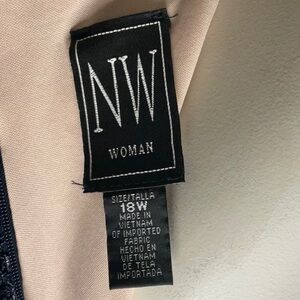 NW
WOMAN
SIZE/TALLA
18W
MADE IN
VIETNAM
OF IMPORTED
FABRIC
HECHO EN
VIETNAM
DE TELA
IMPORTADA